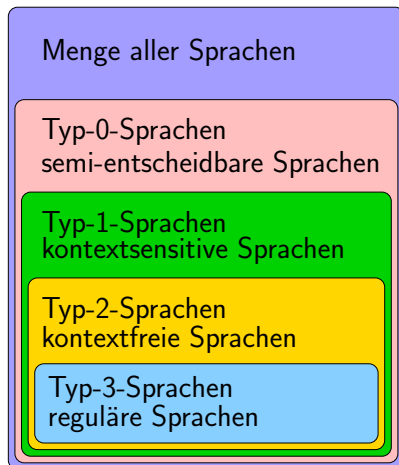 Menge aller Sprachen
Typ-0-Sprachen
semi-entscheidbare Sprachen
Typ-1-Sprachen
kontextsensitive Sprachen
Typ-2-Sprachen
kontextfreie Sprachen
Typ-3-Sprachen
reguläre Sprachen